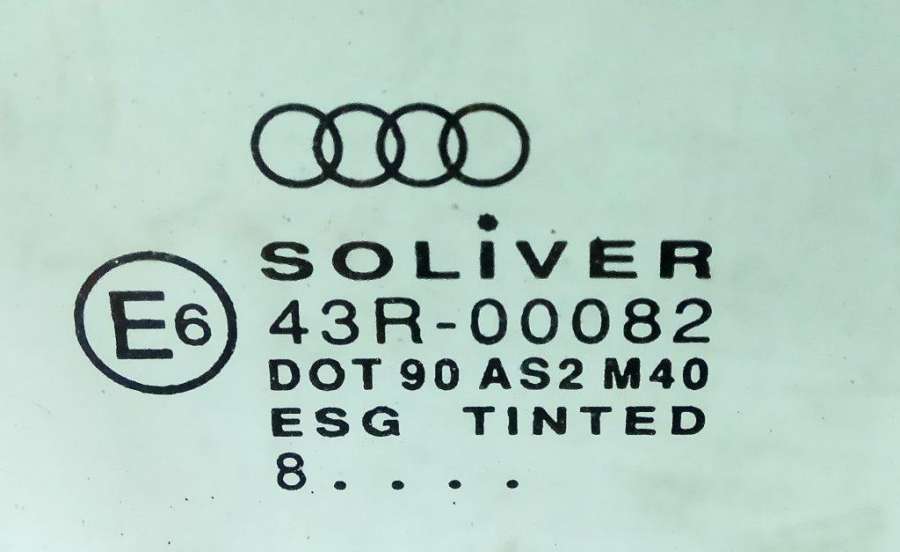 SOLiVER
E6
43R-00082
DOT 90 AS2 M40
ESG TINTED
8....